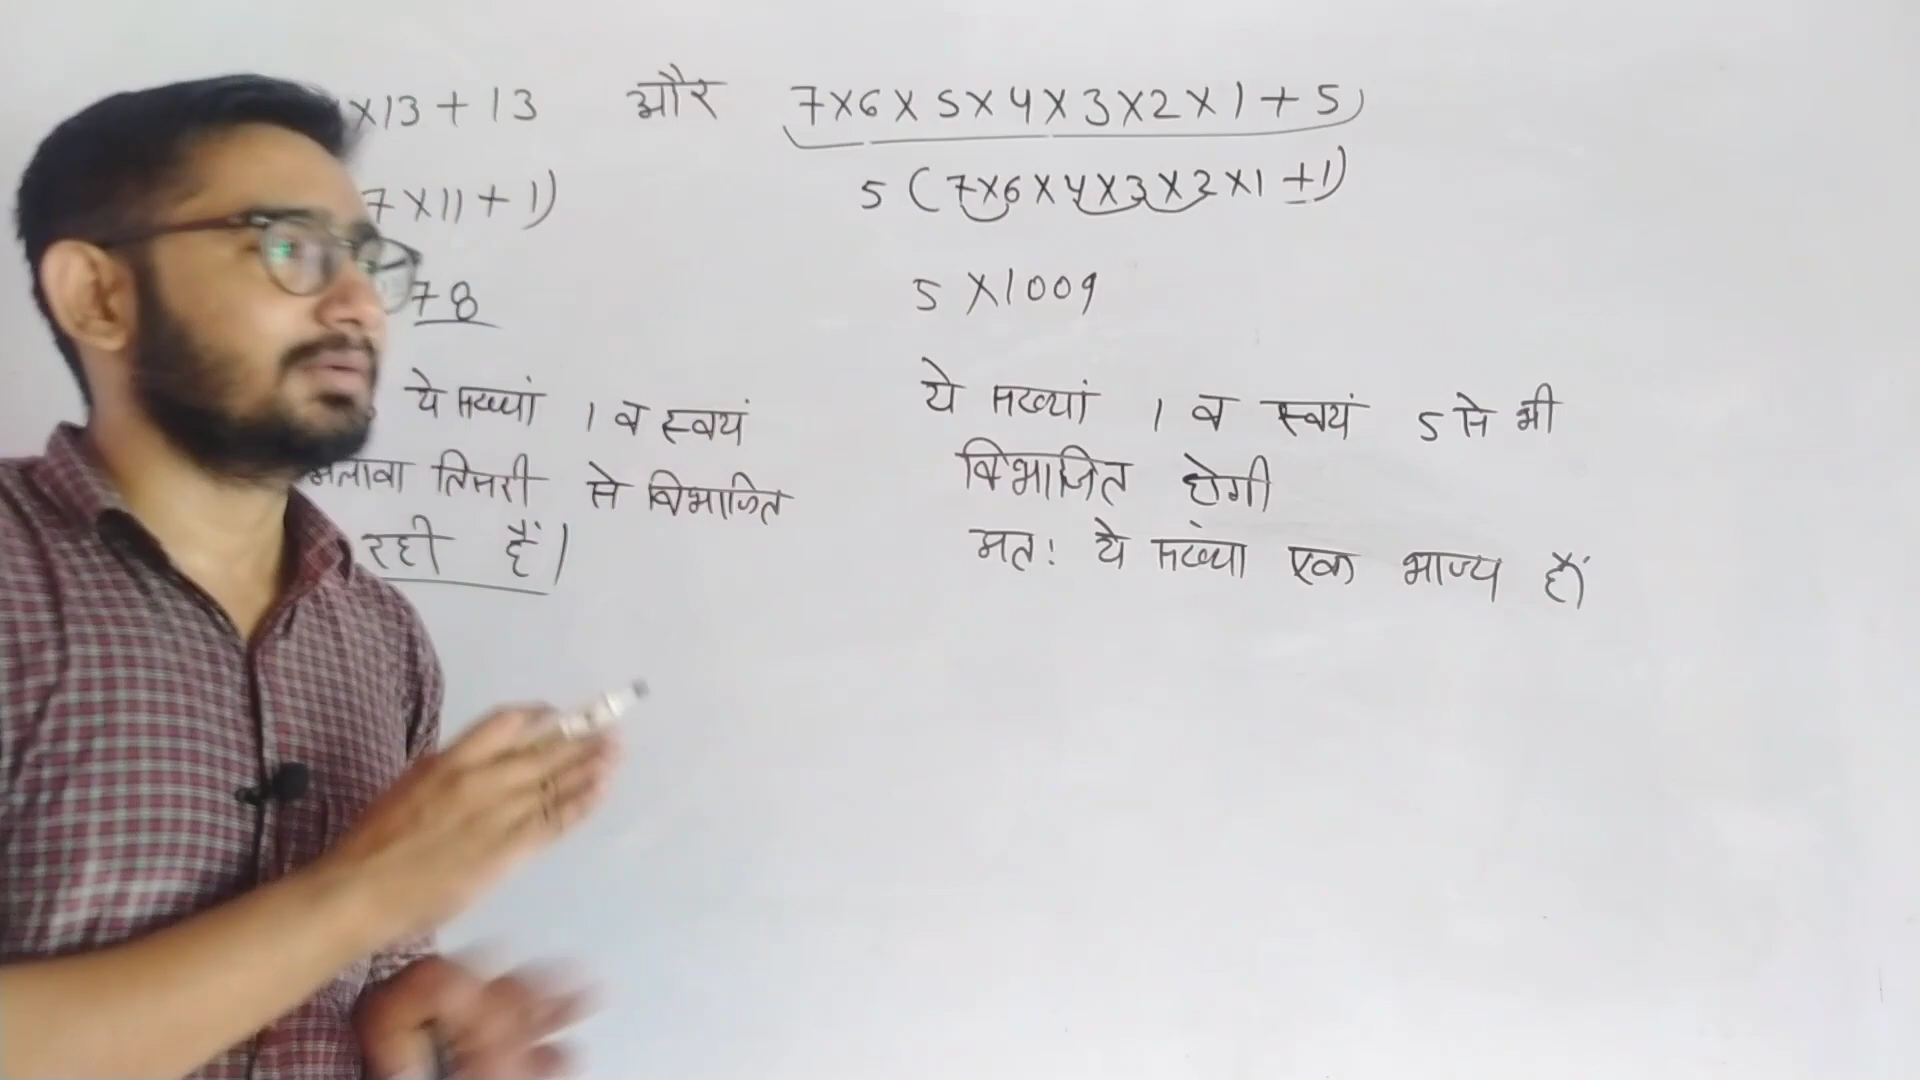 ×13 + 13 और 7×6×5×4×3×2×1+5
7×11+1) 5(7×6×4×3×2×1+1)
78 5×1009
ये संख्यां 1 व स्वयं
अलावा तिसरी से विभाजित
रही हैं।
ये संख्यां 1 व स्वयं 5 से भी
विभाजित होगी
अत: ये संख्या एक भाज्य हैं